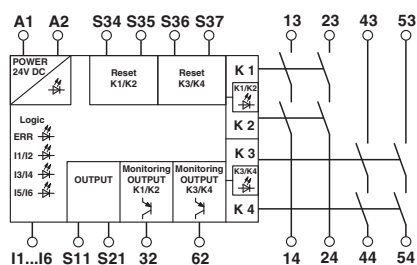 A1 A2 S34 S35 S36 S37 13 23 43 53
POWER
24V DC
Reset
K1/K2
Reset
K3/K4
K 1
K1/K2
K 2
Logic
ERR
I1/I2
I3/I4
I5/I6
OUTPUT
Monitoring
OUTPUT
K1/K2
Monitoring
OUTPUT
K3/K4
K 3
K3/K4
K 4
I1...I6 S11 S21 32 62 14 24 44 54